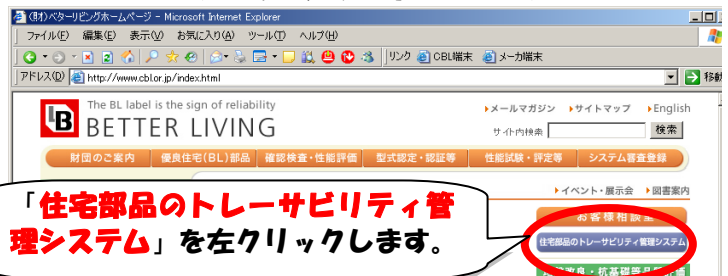 (財)ベターリビングホームページ - Microsoft Internet Explorer
ファイル(F) 編集(E) 表示(V) お気に入り(A) ツール(T) ヘルプ(H)
リンク CBL端末 メーカ端末
アドレス(D) http://www.cbl.or.jp/index.html 移動
The BL label is the sign of reliability
BETTER LIVING
メールマガジン サイトマップ English
サイト内検索 検索
財団のご案内 優良住宅(BL)部品 確認検査・性能評価 型式認定・認証等 性能試験・評定等 システム審査登録
イベント・展示会 図書案内
お客様相談室
住宅部品のトレーサビリティ管理システム
「住宅部品のトレーサビリティ管
理システム」を左クリックします。